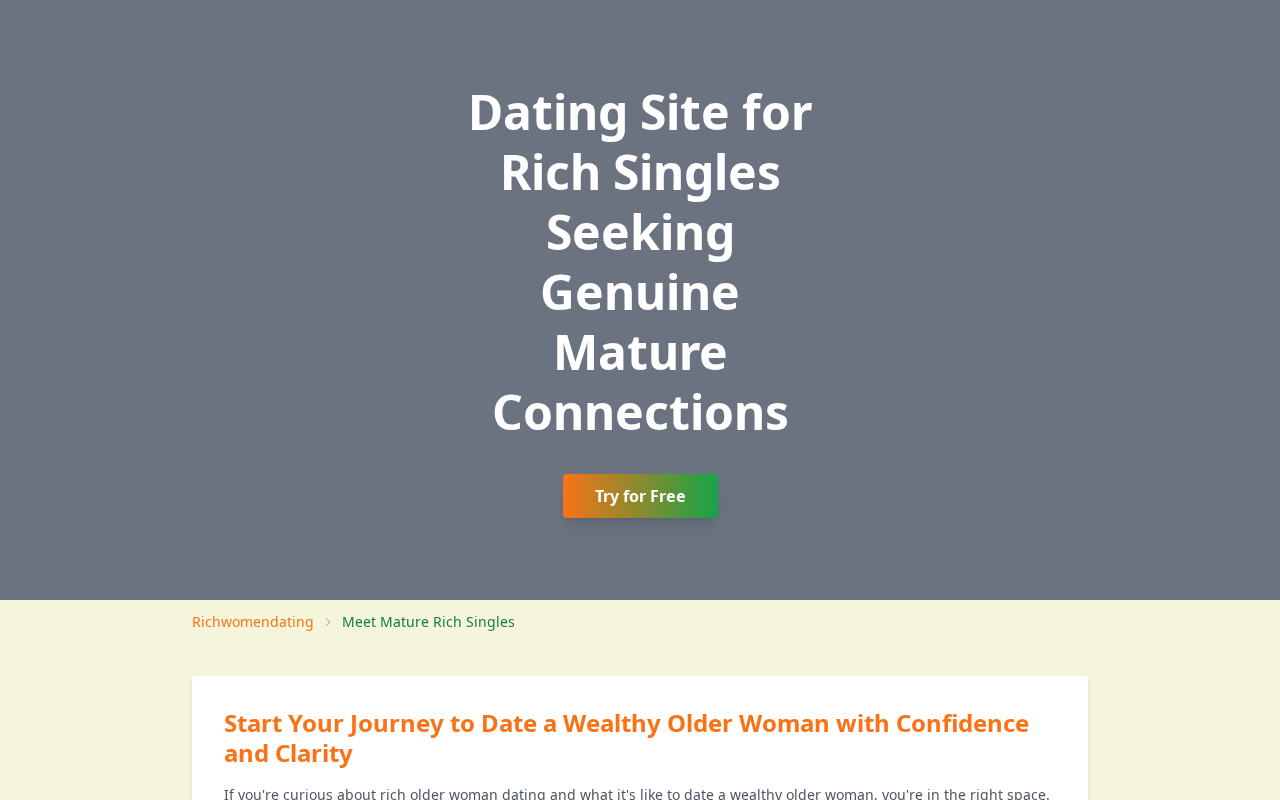 Dating Site for
Rich Singles
Seeking
Genuine
Mature
Connections
Try for Free
Richwomendating
Meet Mature Rich Singles
Start Your Journey to Date a Wealthy Older Woman with Confidence
and Clarity
If you're curious about rich older woman dating and what it's like to date a wealthy older woman, you're in the right space.